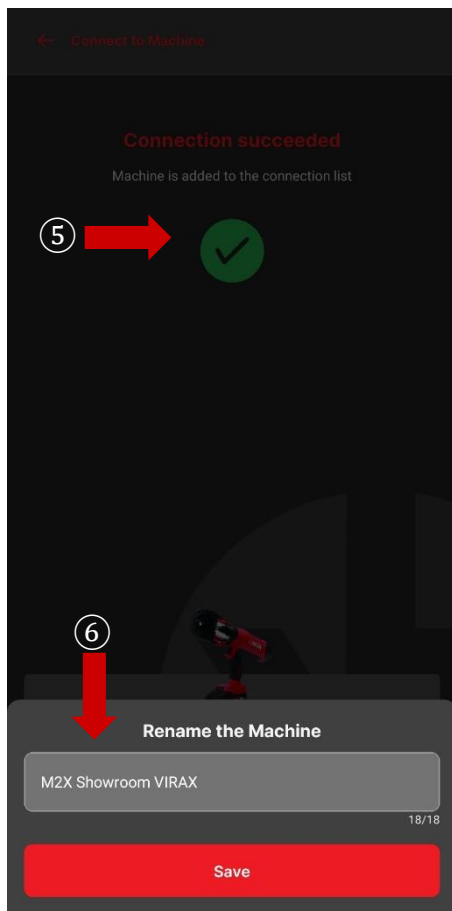 ← Connect to Machine
Connection succeeded
Machine is added to the connection list
⑤
⑥
Rename the Machine
M2X Showroom VIRAX
18/18
Save